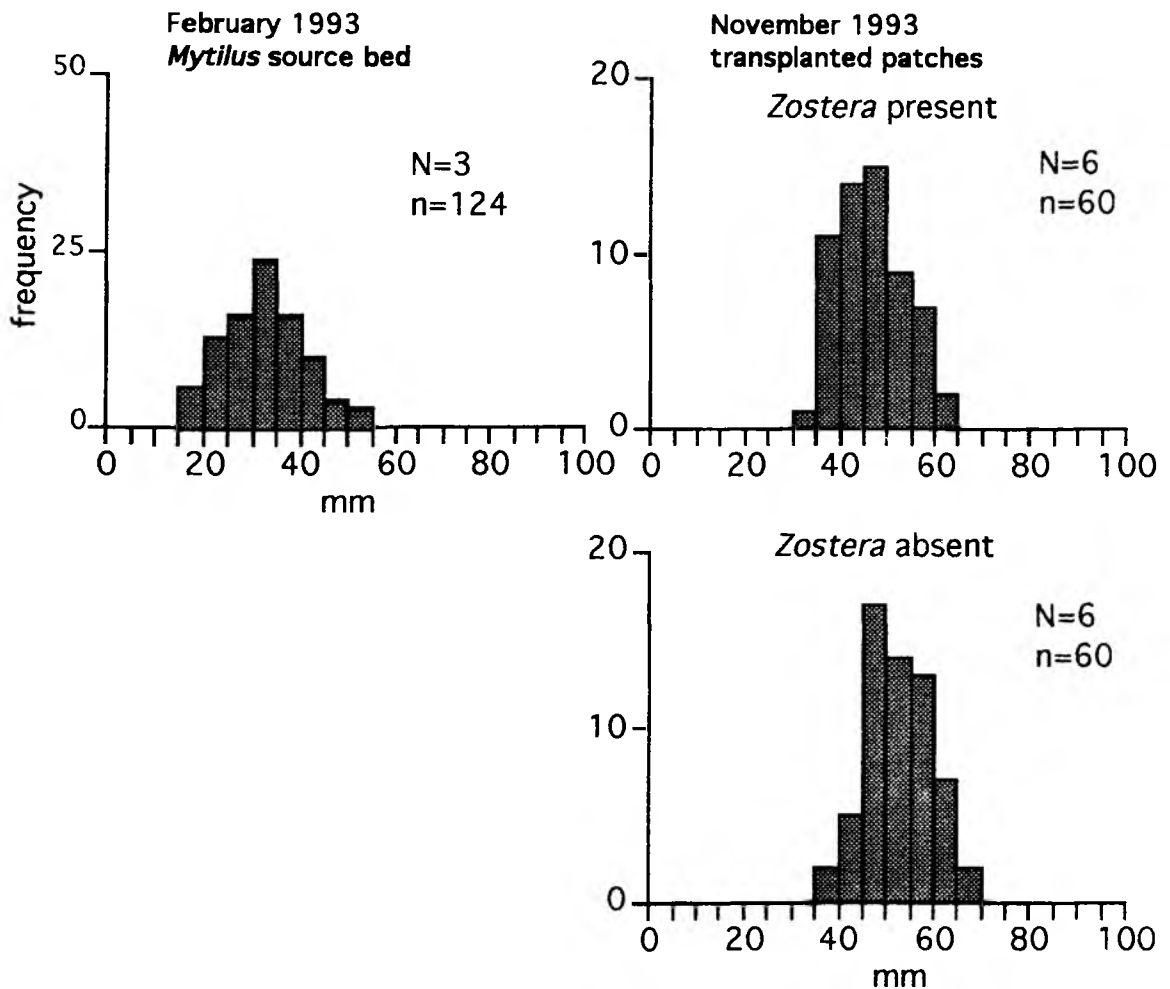 February 1993
Mytilus source bed
50
25
0
frequency
N=3
n=124
0 20 40 60 80 100
mm
November 1993
transplanted patches
20
10
0
Zostera present
N=6
n=60
0 20 40 60 80 100
20
10
0
Zostera absent
N=6
n=60
0 20 40 60 80 100
mm